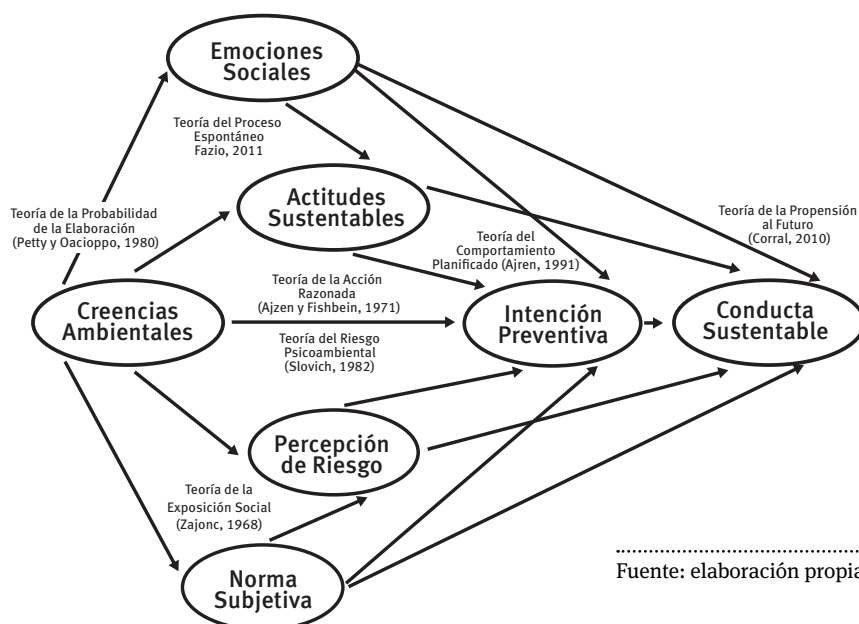 Emociones
Sociales
Teoría del Proceso
Espontáneo
Fazio, 2011
Actitudes
Sustentables
Teoría de la Probabilidad
de la Elaboración
(Petty y Oacioppo, 1980)
Teoría del
Comportamiento
Planificado (Ajren, 1991)
Teoría de la Propensión
al Futuro
(Corral, 2010)
Teoría de la Acción
Razonada
(Ajzen y Fishbein, 1971)
Creencias
Ambientales
Intención
Preventiva
Conducta
Sustentable
Teoría del Riesgo
Psicoambiental
(Slovich, 1982)
Percepción
de Riesgo
Teoría de la
Exposición Social
(Zajonc, 1968)
Norma
Subjetiva
Fuente: elaboración propia